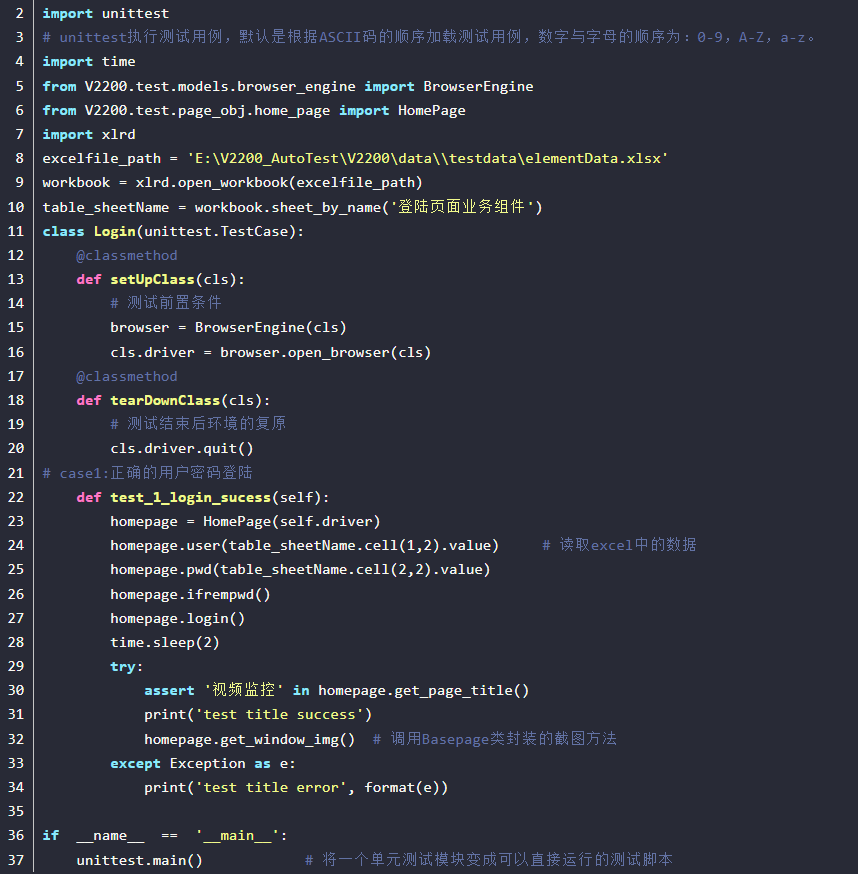 2 import unittest
3 # unittest执行测试用例，默认是根据ASCII码的顺序加载测试用例，数字与字母的顺序为：0-9，A-Z，a-z。
4 import time
5 from V2200.test.models.browser_engine import BrowserEngine
6 from V2200.test.page_obj.home_page import HomePage
7 import xlrd
8 excelfile_path = 'E:\V2200_AutoTest\V2200\data\\testdata\elementData.xlsx'
9 workbook = xlrd.open_workbook(excelfile_path)
10 table_sheetName = workbook.sheet_by_name('登陆页面业务组件')
11 class Login(unittest.TestCase):
12     @classmethod
13     def setUpClass(cls):
14         # 测试前置条件
15         browser = BrowserEngine(cls)
16         cls.driver = browser.open_browser(cls)
17     @classmethod
18     def tearDownClass(cls):
19         # 测试结束后环境的复原
20         cls.driver.quit()
21 # case1:正确的用户密码登陆
22     def test_1_login_sucess(self):
23         homepage = HomePage(self.driver)
24         homepage.user(table_sheetName.cell(1,2).value)     # 读取excel中的数据
25         homepage.pwd(table_sheetName.cell(2,2).value)
26         homepage.ifrempwd()
27         homepage.login()
28         time.sleep(2)
29         try:
30             assert '视频监控' in homepage.get_page_title()
31             print('test title success')
32             homepage.get_window_img()  # 调用Basepage类封装的截图方法
33         except Exception as e:
34             print('test title error', format(e))
35
36 if  __name__  ==  '__main__':
37     unittest.main()            # 将一个单元测试模块变成可以直接运行的测试脚本